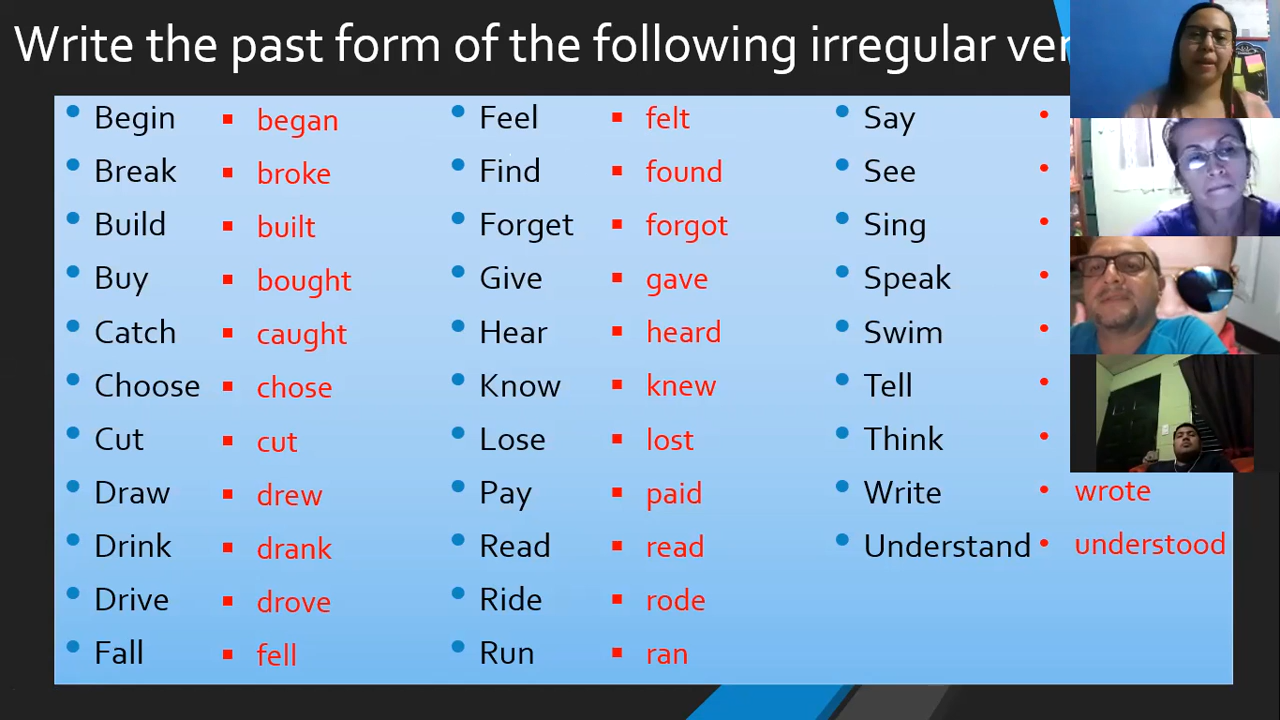 Write the past form of the following irregular ver
Begin began
Break broke
Build built
Buy bought
Catch caught
Choose chose
Cut cut
Draw drew
Drink drank
Drive drove
Fall fell
Feel felt
Find found
Forget forgot
Give gave
Hear heard
Know knew
Lose lost
Pay paid
Read read
Ride rode
Run ran
Say
See
Sing
Speak
Swim
Tell
Think
Write wrote
Understand understood